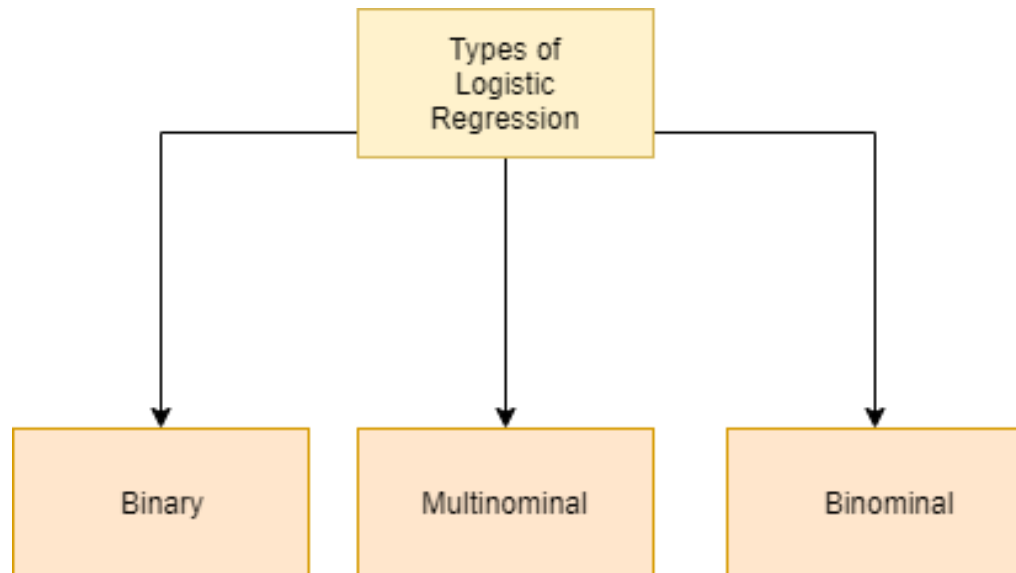 Types of
Logistic
Regression
Binary
Multinominal
Binominal